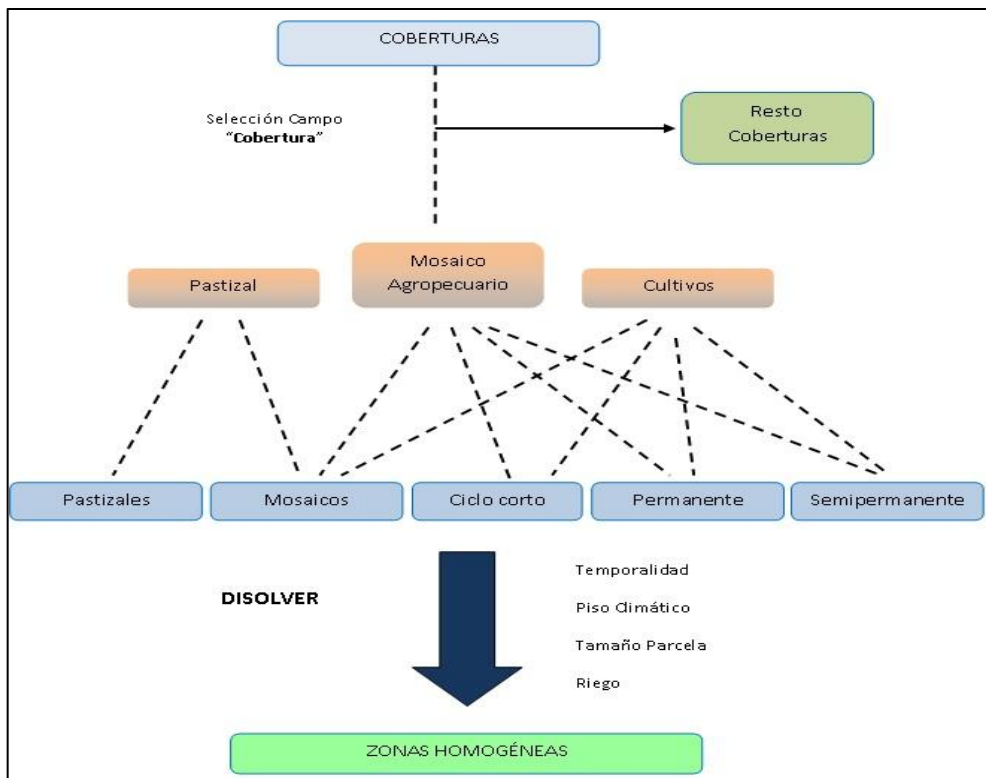 COBERTURAS
Selección Campo
“Cobertura”
Resto
Coberturas
Pastizal
Mosaico
Agropecuario
Cultivos
Pastizales
Mosaicos
Ciclo corto
Permanente
Semipermanente
DISOLVER
Temporalidad
Piso Climático
Tamaño Parcela
Riego
ZONAS HOMOGÉNEAS